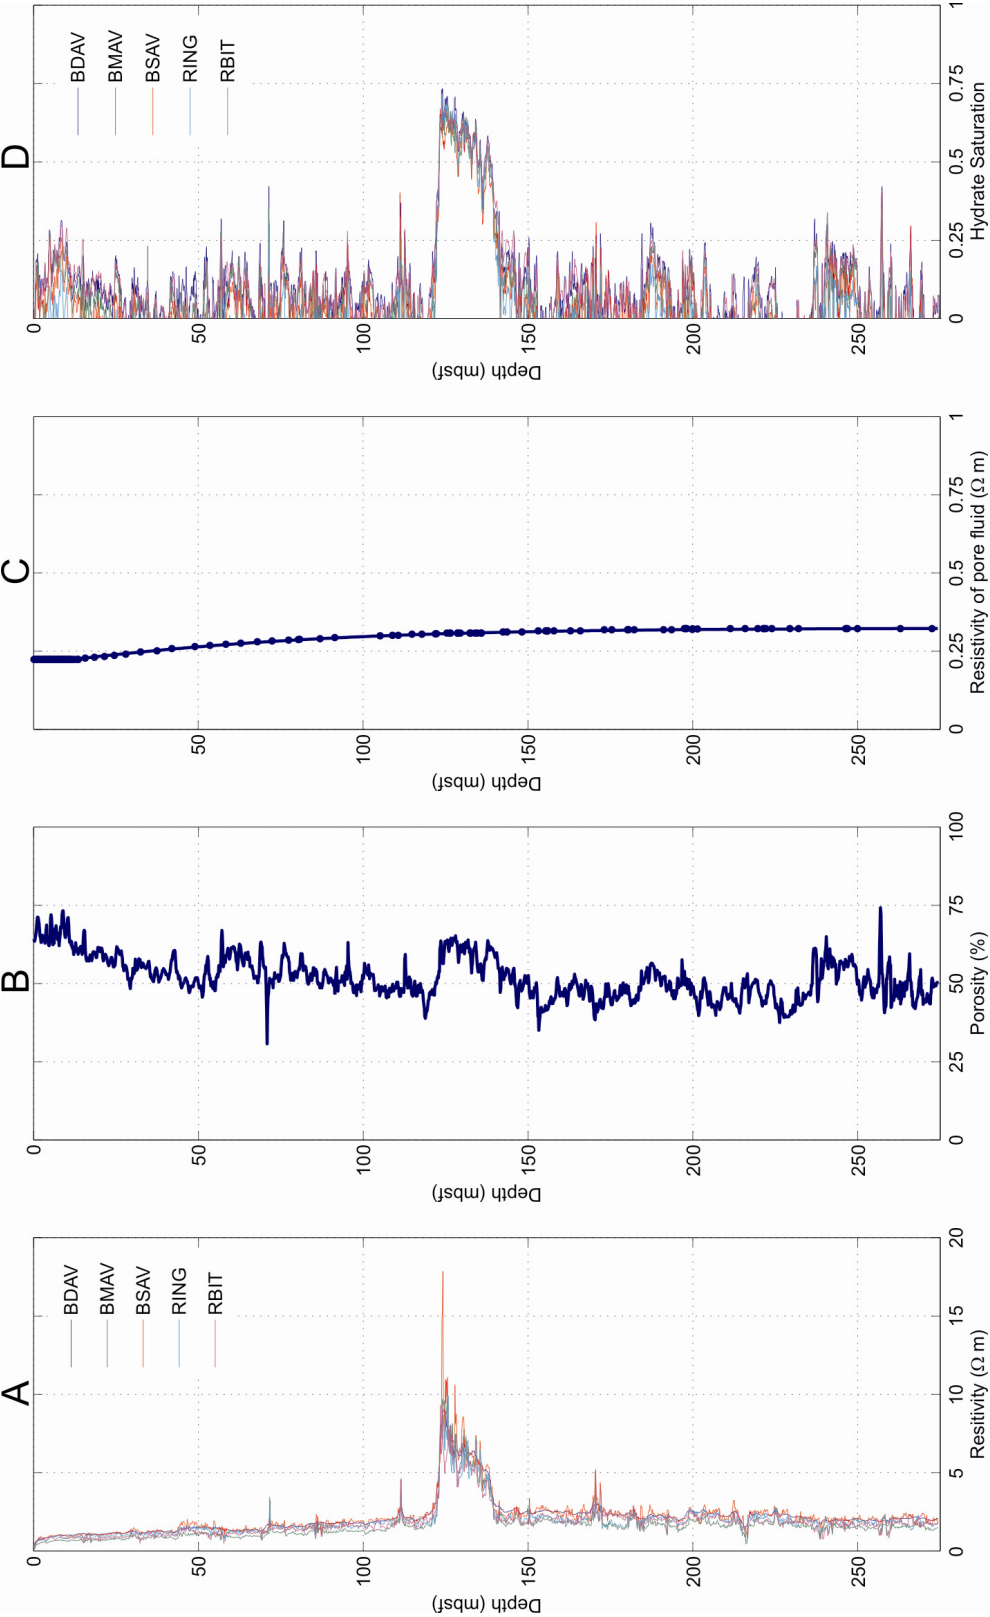 A
BDAV
BMAV
BSAV
RING
RBIT
0
50
100
150
200
250
Depth (mbsf)
0
5
10
15
20
Resitivity (Ω m)
B
0
50
100
150
200
250
Depth (mbsf)
0
25
50
75
100
Porosity (%)
C
0
50
100
150
200
250
Depth (mbsf)
0
0.25
0.5
0.75
1
Resistivity of pore fluid (Ω m)
D
BDAV
BMAV
BSAV
RING
RBIT
0
50
100
150
200
250
Depth (mbsf)
0
0.25
0.5
0.75
1
Hydrate Saturation